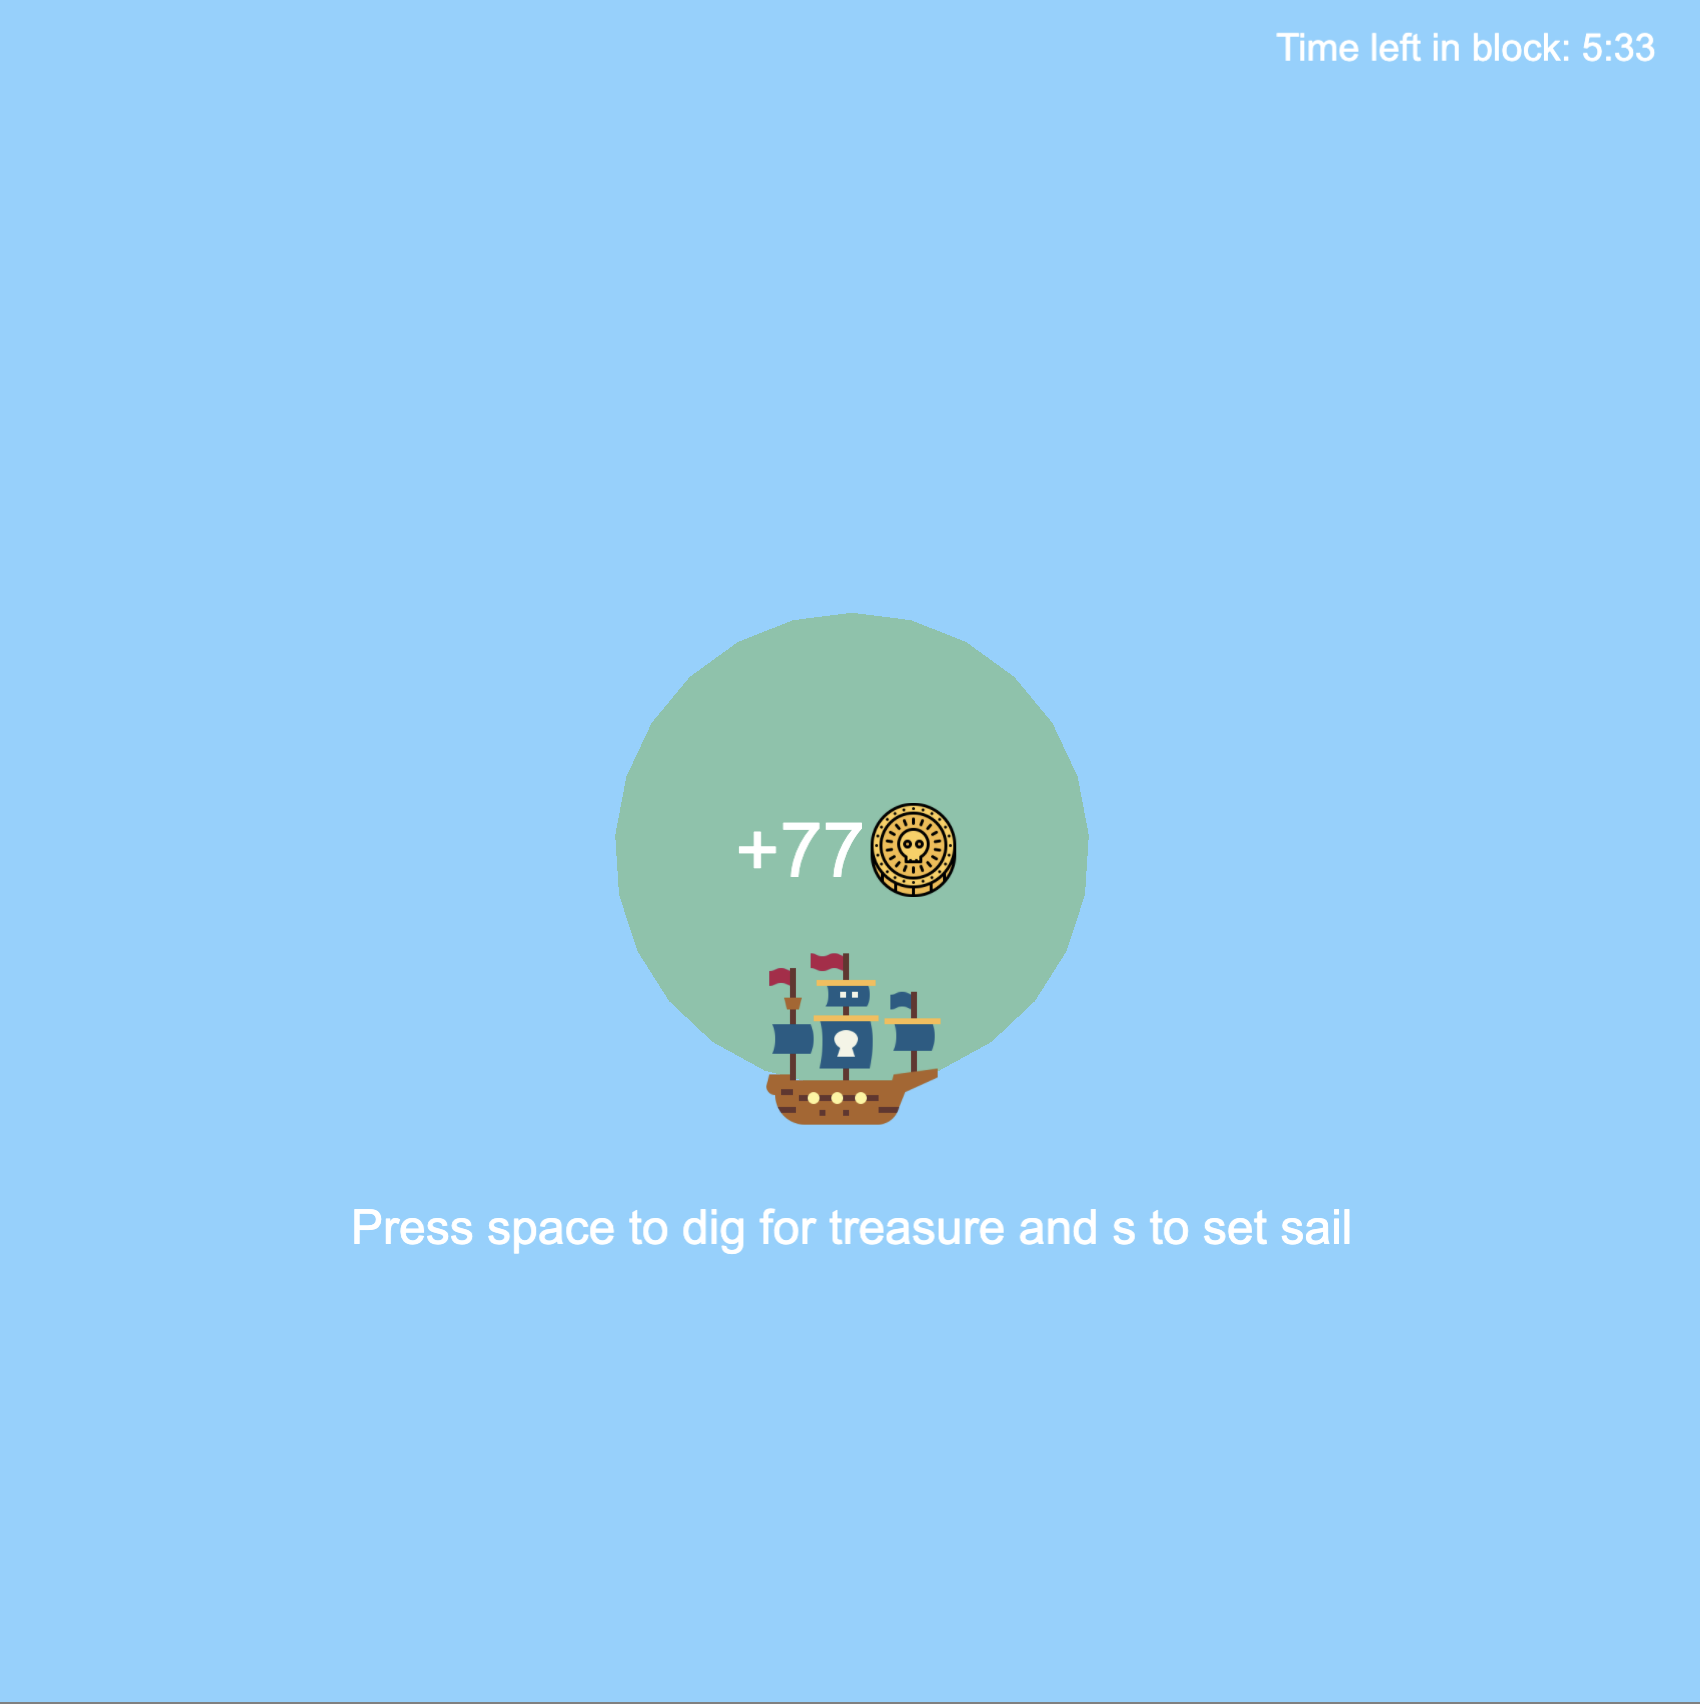 Time left in block: 5:33
+77
Press space to dig for treasure and s to set sail